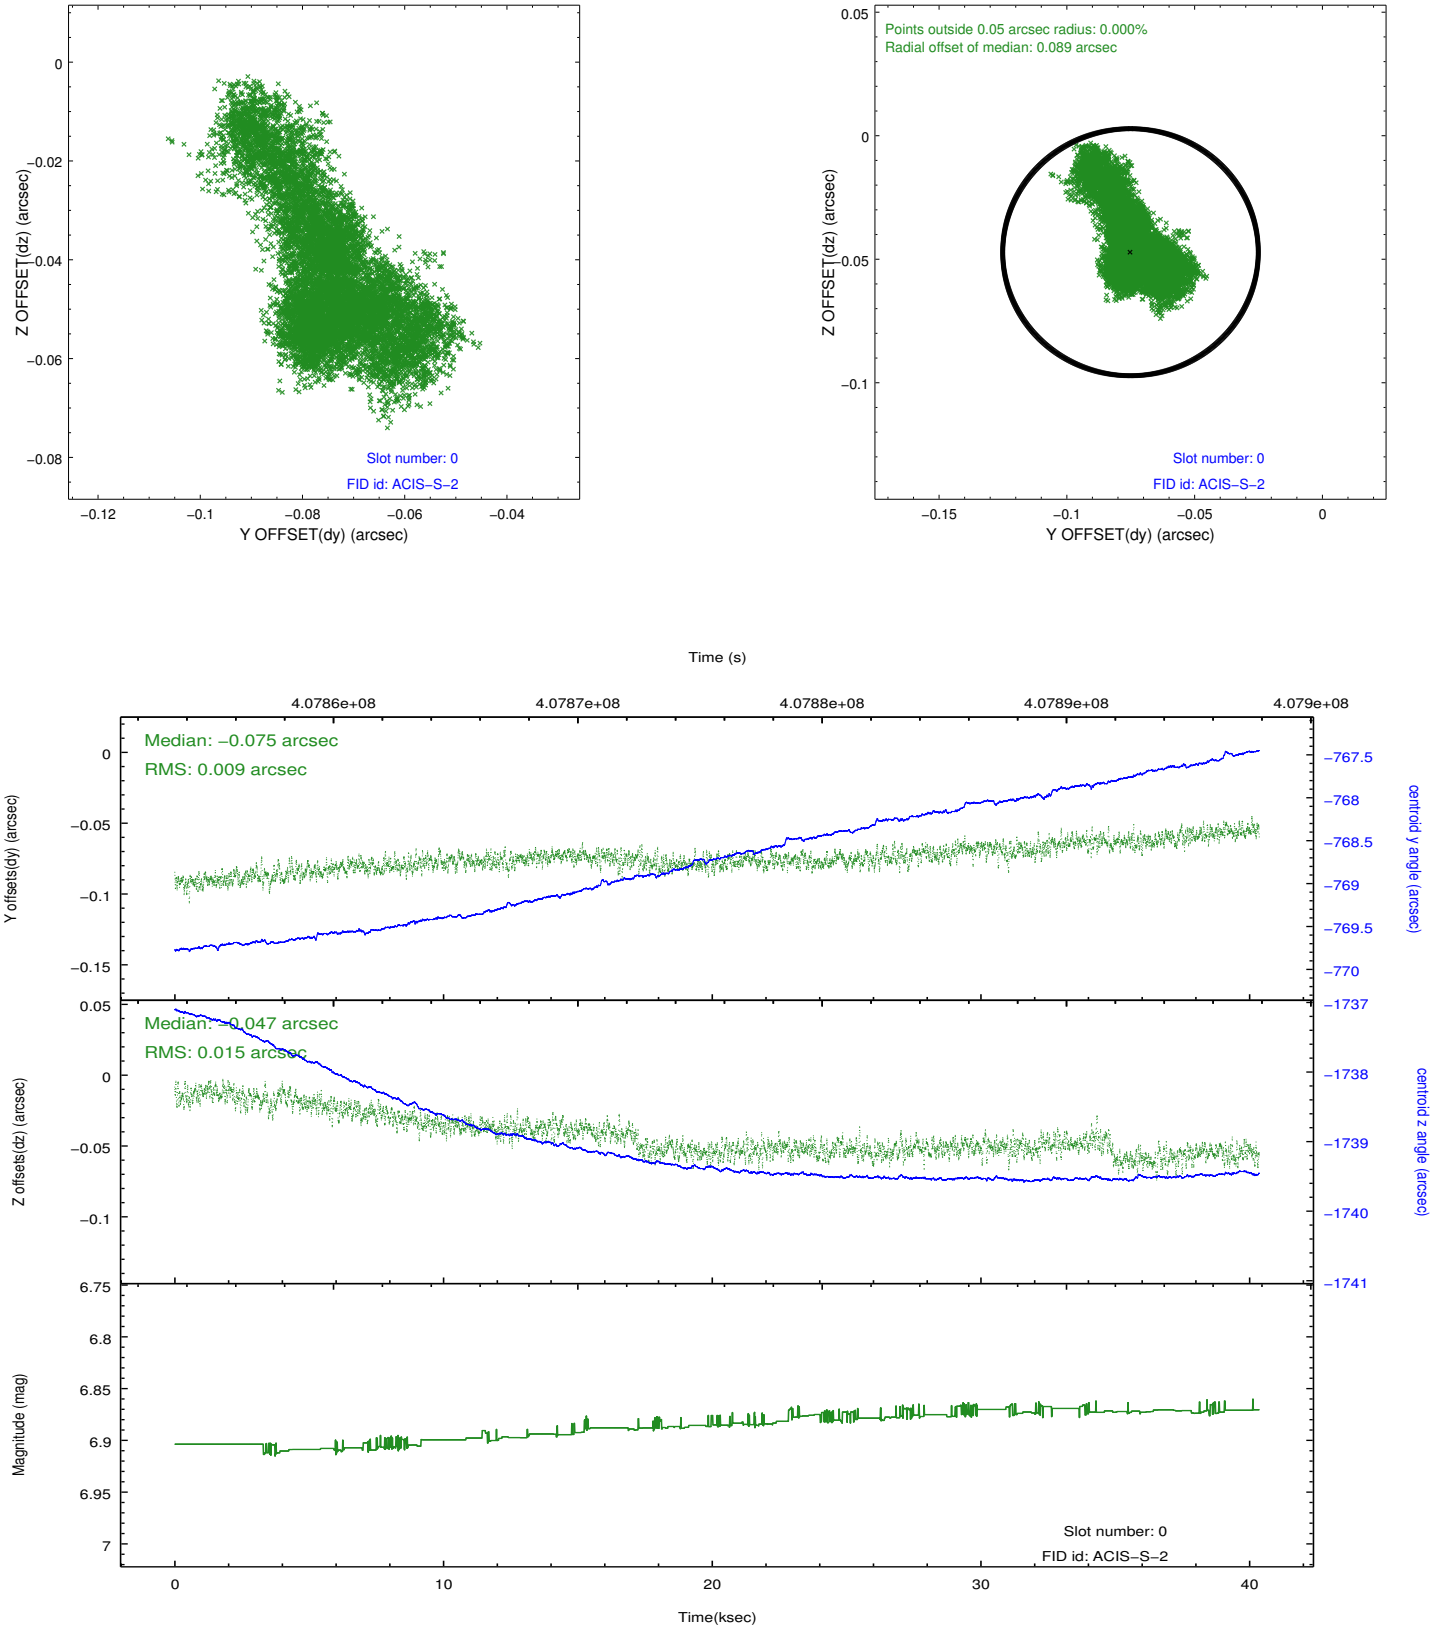 0
−0.02
−0.04
−0.06
−0.08
Z OFFSET(dz) (arcsec)
Slot number: 0
FID id: ACIS−S−2
−0.12
−0.1
−0.08
−0.06
−0.04
Y OFFSET(dy) (arcsec)
0.05
0
−0.05
−0.1
Z OFFSET(dz) (arcsec)
Points outside 0.05 arcsec radius: 0.000%
Radial offset of median: 0.089 arcsec
Slot number: 0
FID id: ACIS−S−2
−0.15
−0.1
−0.05
0
Y OFFSET(dy) (arcsec)
Time (s)
4.0786e+08
4.0787e+08
4.0788e+08
4.0789e+08
4.079e+08
Median: −0.075 arcsec
RMS: 0.009 arcsec
0
−0.05
−0.1
−0.15
Y offsets(dy) (arcsec)
−767.5
−768
−768.5
−769
−769.5
−770
centroid y angle (arcsec)
Median: −0.047 arcsec
RMS: 0.015 arcsec
0.05
0
−0.05
−0.1
Z offsets(dz) (arcsec)
−1737
−1738
−1739
−1740
−1741
centroid z angle (arcsec)
6.75
6.8
6.85
6.9
6.95
7
Magnitude (mag)
Slot number: 0
FID id: ACIS−S−2
0
10
20
30
40
Time(ksec)